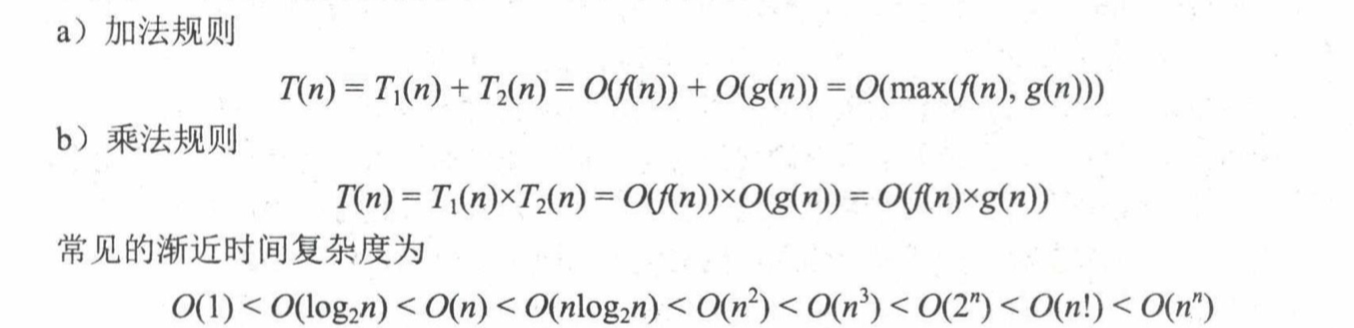 a）加法规则
T(n) = T₁(n) + T₂(n) = O(f(n)) + O(g(n)) = O(max(f(n), g(n)))
b）乘法规则
T(n) = T₁(n)×T₂(n) = O(f(n))×O(g(n)) = O(f(n)×g(n))
常见的渐近时间复杂度为
O(1) < O(log₂n) < O(n) < O(nlog₂n) < O(n²) < O(n³) < O(2ⁿ) < O(n!) < O(nⁿ)